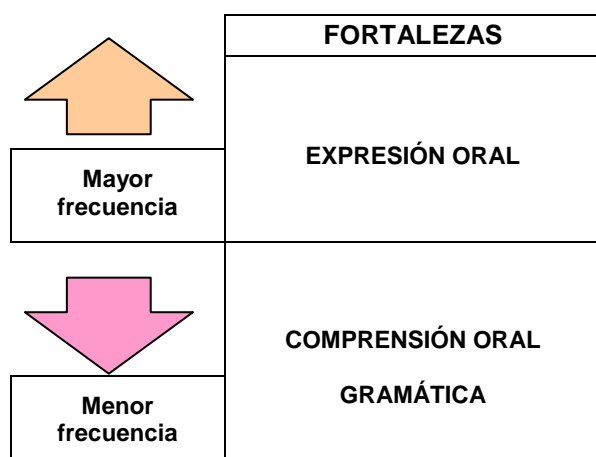 FORTALEZAS
EXPRESIÓN ORAL
Mayor
frecuencia
COMPRENSIÓN ORAL
GRAMÁTICA
Menor
frecuencia